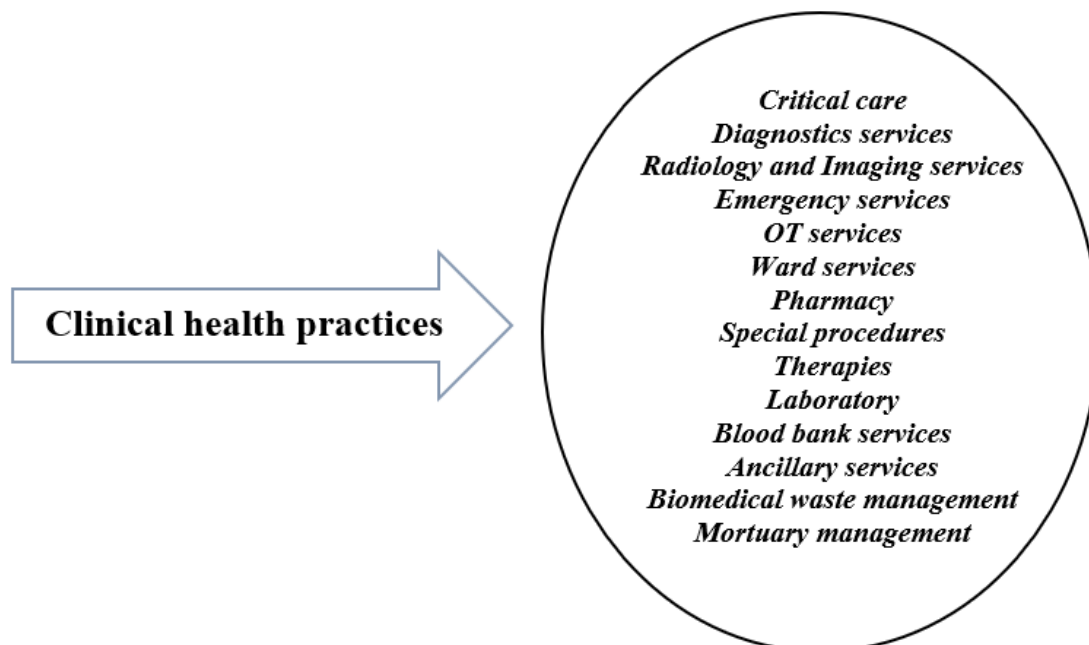 Clinical health practices
Critical care
Diagnostics services
Radiology and Imaging services
Emergency services
OT services
Ward services
Pharmacy
Special procedures
Therapies
Laboratory
Blood bank services
Ancillary services
Biomedical waste management
Mortuary management